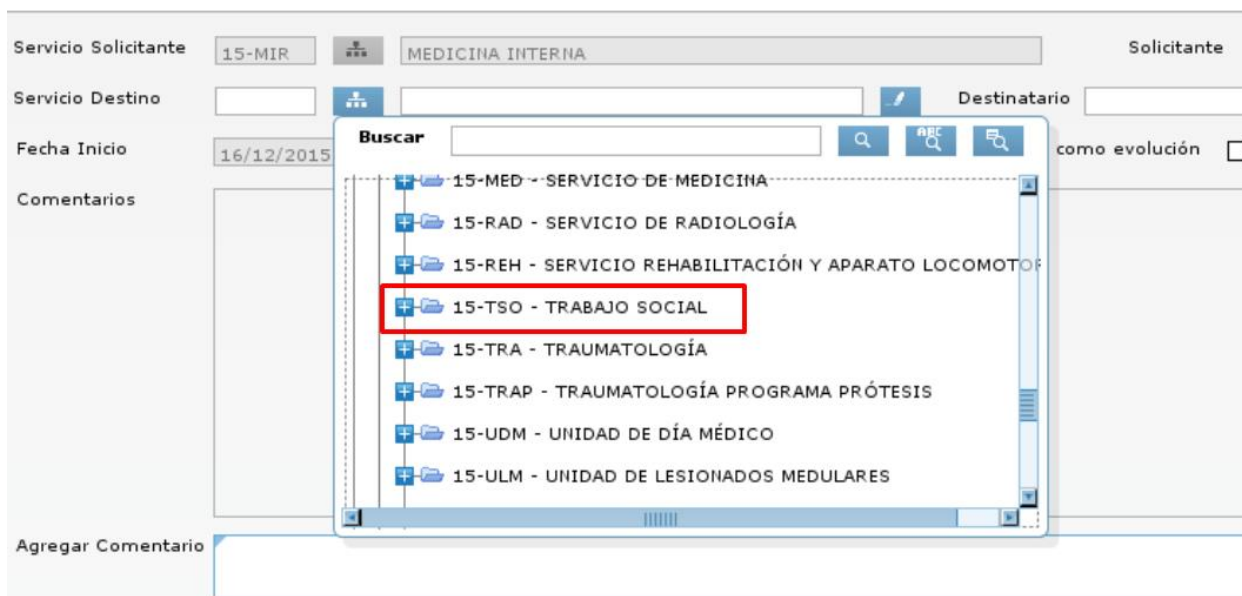 Servicio Solicitante 15-MIR MEDICINA INTERNA Solicitante
Servicio Destino Destinatario
Buscar ABC
Fecha Inicio 16/12/2015 como evolución
15-MED - SERVICIO DE MEDICINA
Comentarios
15-RAD - SERVICIO DE RADIOLOGÍA
15-REH - SERVICIO REHABILITACIÓN Y APARATO LOCOMOTOR
15-TSO - TRABAJO SOCIAL
15-TRA - TRAUMATOLOGÍA
15-TRAP - TRAUMATOLOGÍA PROGRAMA PRÓTESIS
15-UDM - UNIDAD DE DÍA MÉDICO
15-ULM - UNIDAD DE LESIONADOS MEDULARES
Agregar Comentario